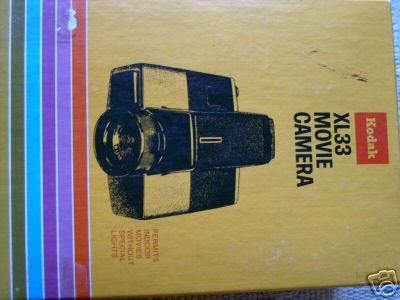 Kodak
XL33
MOVIE
CAMERA
PERMITS
INDOOR
MOVIES
WITHOUT
SPECIAL
LIGHTS